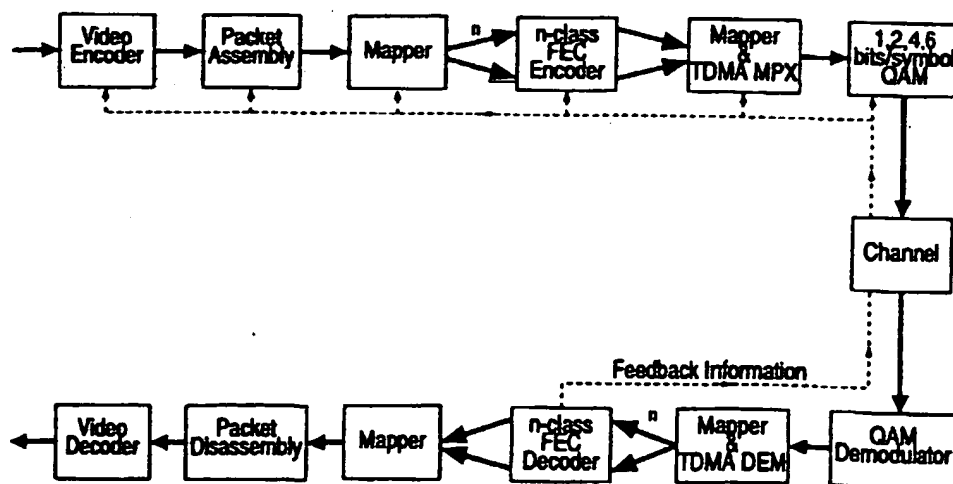 Video
Encoder
Packet
Assembly
Mapper
n
n-class
FEC
Encoder
Mapper
&
TDMA MPX
1,2,4,6
bits/symbol
QAM
Channel
Feedback Information
Video
Decoder
Packet
Disassembly
Mapper
n-class
FEC
Decoder
n
Mapper
&
TDMA DEM
QAM
Demodulator